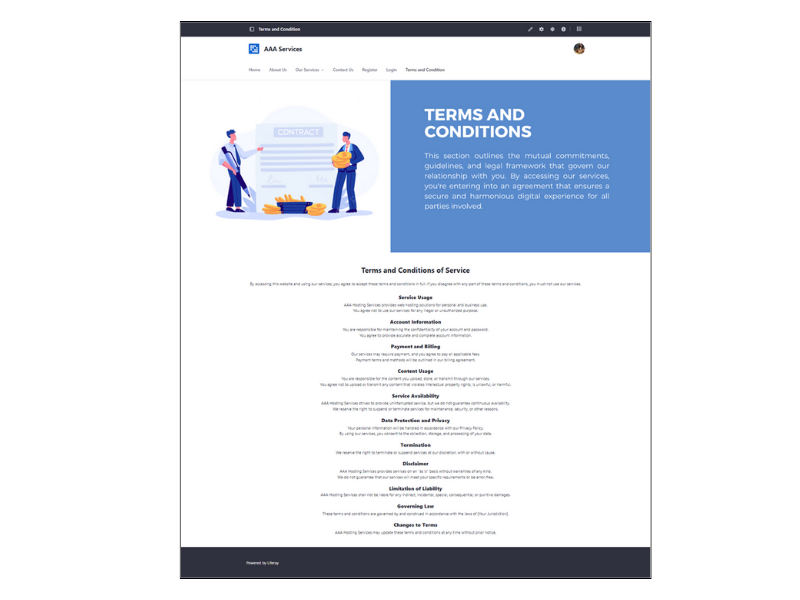 Terms and Condition
AAA Services
Home About Us Our Services Contact Us Register Login Terms and Condition
CONTRACT
TERMS AND
CONDITIONS
This section outlines the mutual commitments,
guidelines, and legal framework that govern our
relationship with you. By accessing our services,
you're entering into an agreement that ensures a
secure and harmonious digital experience for all
parties involved.
Terms and Conditions of Service
By accessing this website and using our services, you agree to accept these terms and conditions in full. If you disagree with any part of these terms and conditions, you must not use our services.
Service Usage
AAA Hosting Services provides web hosting solutions for personal and business use.
You agree not to use our services for any illegal or unauthorized purpose.
Account Information
You are responsible for maintaining the confidentiality of your account and password.
You agree to provide accurate and complete account information.
Payment and Billing
Our services may require payment, and you agree to pay all applicable fees.
Payment terms and methods will be outlined in our billing agreement.
Content Usage
You are responsible for the content you upload, store, or transmit through our services.
You agree not to upload or transmit any content that violates intellectual property rights, is unlawful, or harmful.
Service Availability
AAA Hosting Services strives to provide uninterrupted service, but we do not guarantee continuous availability.
We reserve the right to suspend or terminate services for maintenance, security, or other reasons.
Data Protection and Privacy
Your personal information will be handled in accordance with our Privacy Policy.
By using our services, you consent to the collection, storage, and processing of your data.
Termination
We reserve the right to terminate or suspend services at our discretion, with or without cause.
Disclaimer
AAA Hosting Services provides services on an "as is" basis without warranties of any kind.
We do not guarantee that our services will meet your specific requirements or be error-free.
Limitation of Liability
AAA Hosting Services shall not be liable for any indirect, incidental, special, consequential, or punitive damages.
Governing Law
These terms and conditions are governed by and construed in accordance with the laws of [Your Jurisdiction].
Changes to Terms
AAA Hosting Services may update these terms and conditions at any time without prior notice.
Powered by Liferay